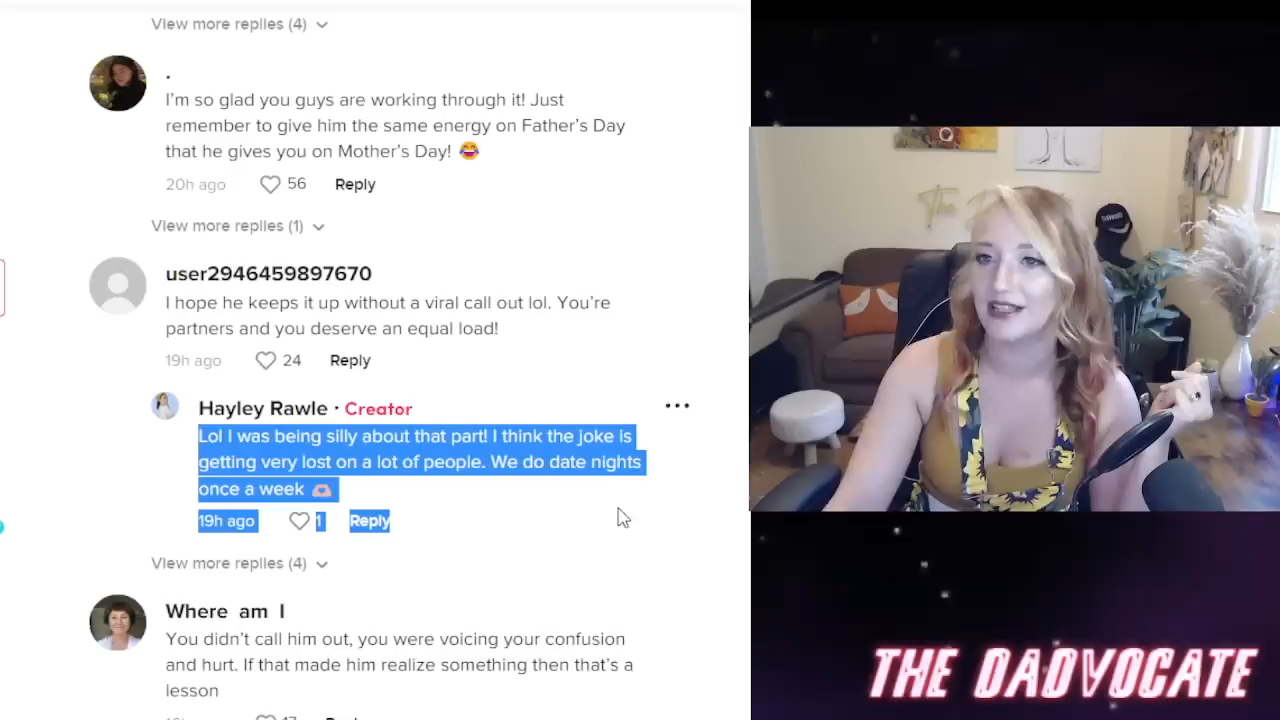 View more replies (4)
.
I'm so glad you guys are working through it! Just
remember to give him the same energy on Father's Day
that he gives you on Mother's Day! 😂
20h ago 56 Reply
View more replies (1)
user2946459897670
I hope he keeps it up without a viral call out lol. You're
partners and you deserve an equal load!
19h ago 24 Reply
Hayley Rawle · Creator
Lol I was being silly about that part! I think the joke is
getting very lost on a lot of people. We do date nights
once a week 🫶
19h ago 1 Reply
View more replies (4)
Where am I
You didn't call him out, you were voicing your confusion
and hurt. If that made him realize something then that's a
lesson
The
THE DADVOCATE